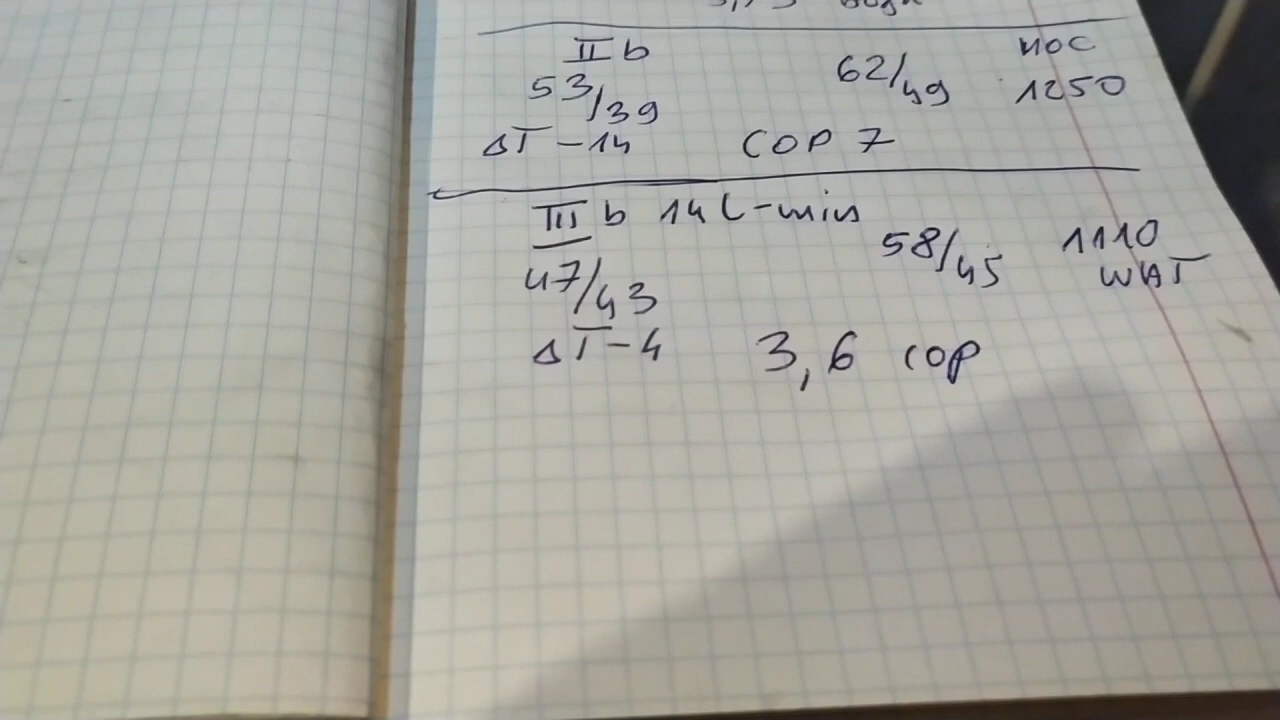 II b
53/39 62/49 MOC 1250
ΔT - 14 COP 7
III b 14 L-min
47/43 58/45 1110 WAT
ΔT - 4 3,6 COP